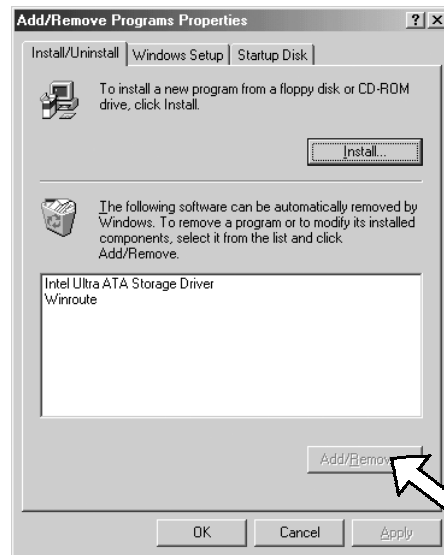 Add/Remove Programs Properties
Install/Uninstall Windows Setup Startup Disk
To install a new program from a floppy disk or CD-ROM
drive, click Install.
Install...
The following software can be automatically removed by
Windows. To remove a program or to modify its installed
components, select it from the list and click
Add/Remove.
Intel Ultra ATA Storage Driver
Winroute
OK Cancel Apply